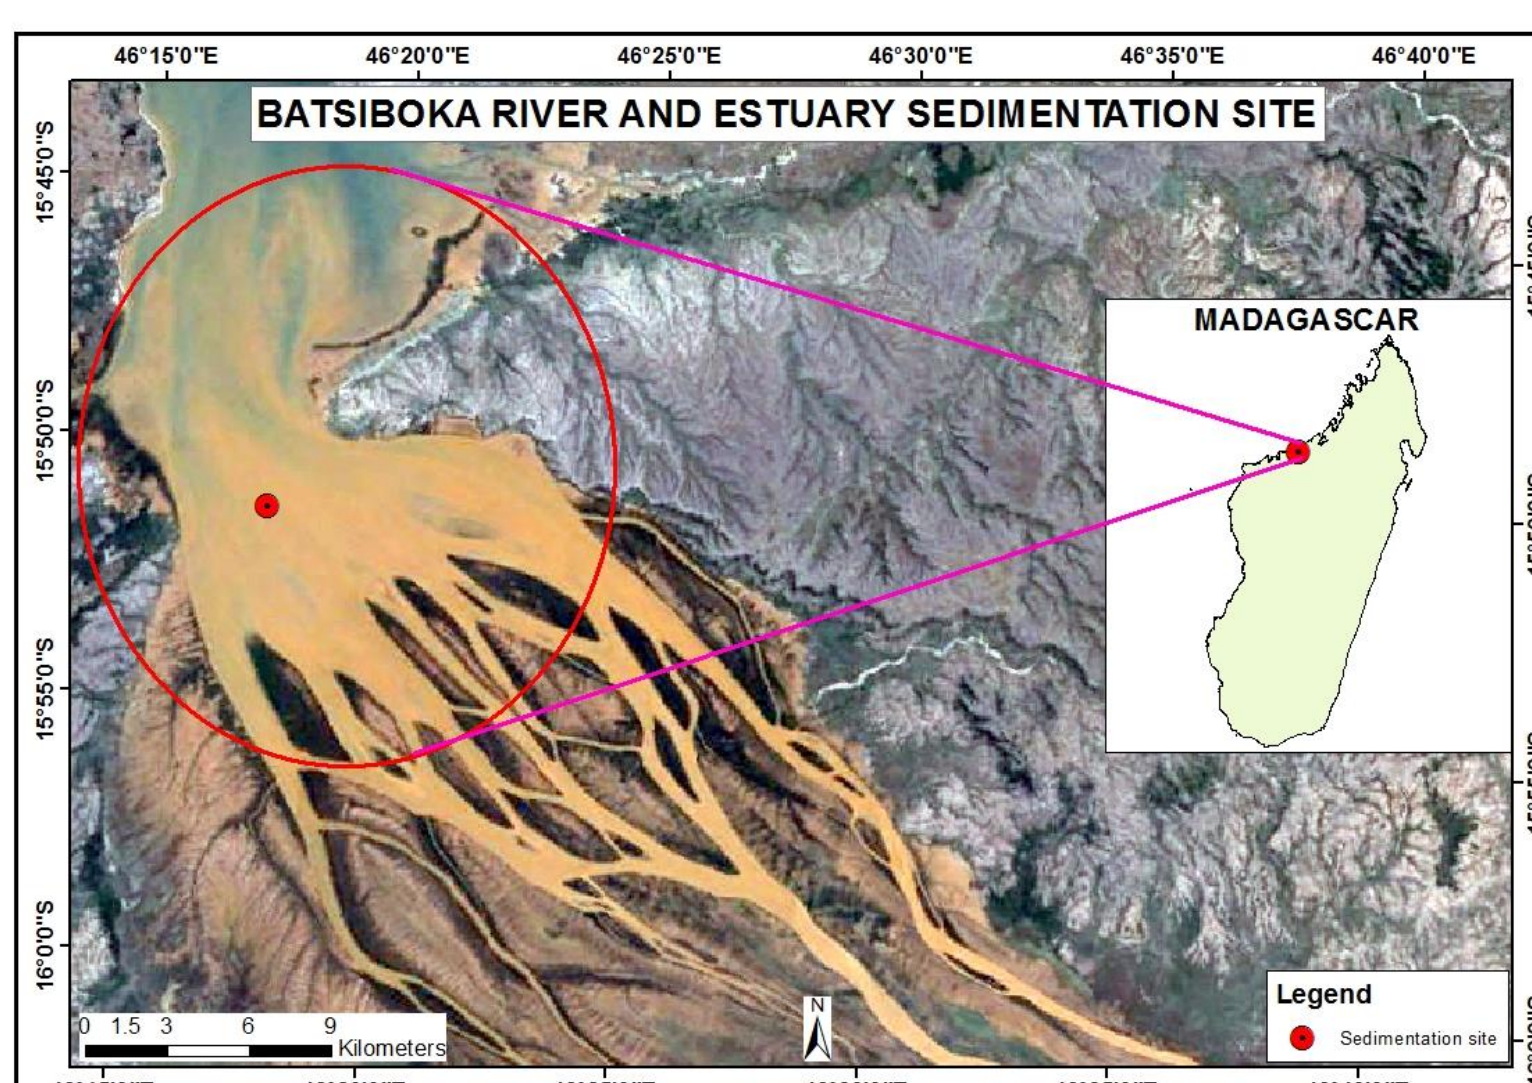 46°15'0"E 46°20'0"E 46°25'0"E 46°30'0"E 46°35'0"E 46°40'0"E
BATSIBOKA RIVER AND ESTUARY SEDIMENTATION SITE
15°45'0"S
MADAGASCAR
15°50'0"S
15°55'0"S
16°0'0"S
N
Legend
Sedimentation site
0 1.5 3 6 9
Kilometers